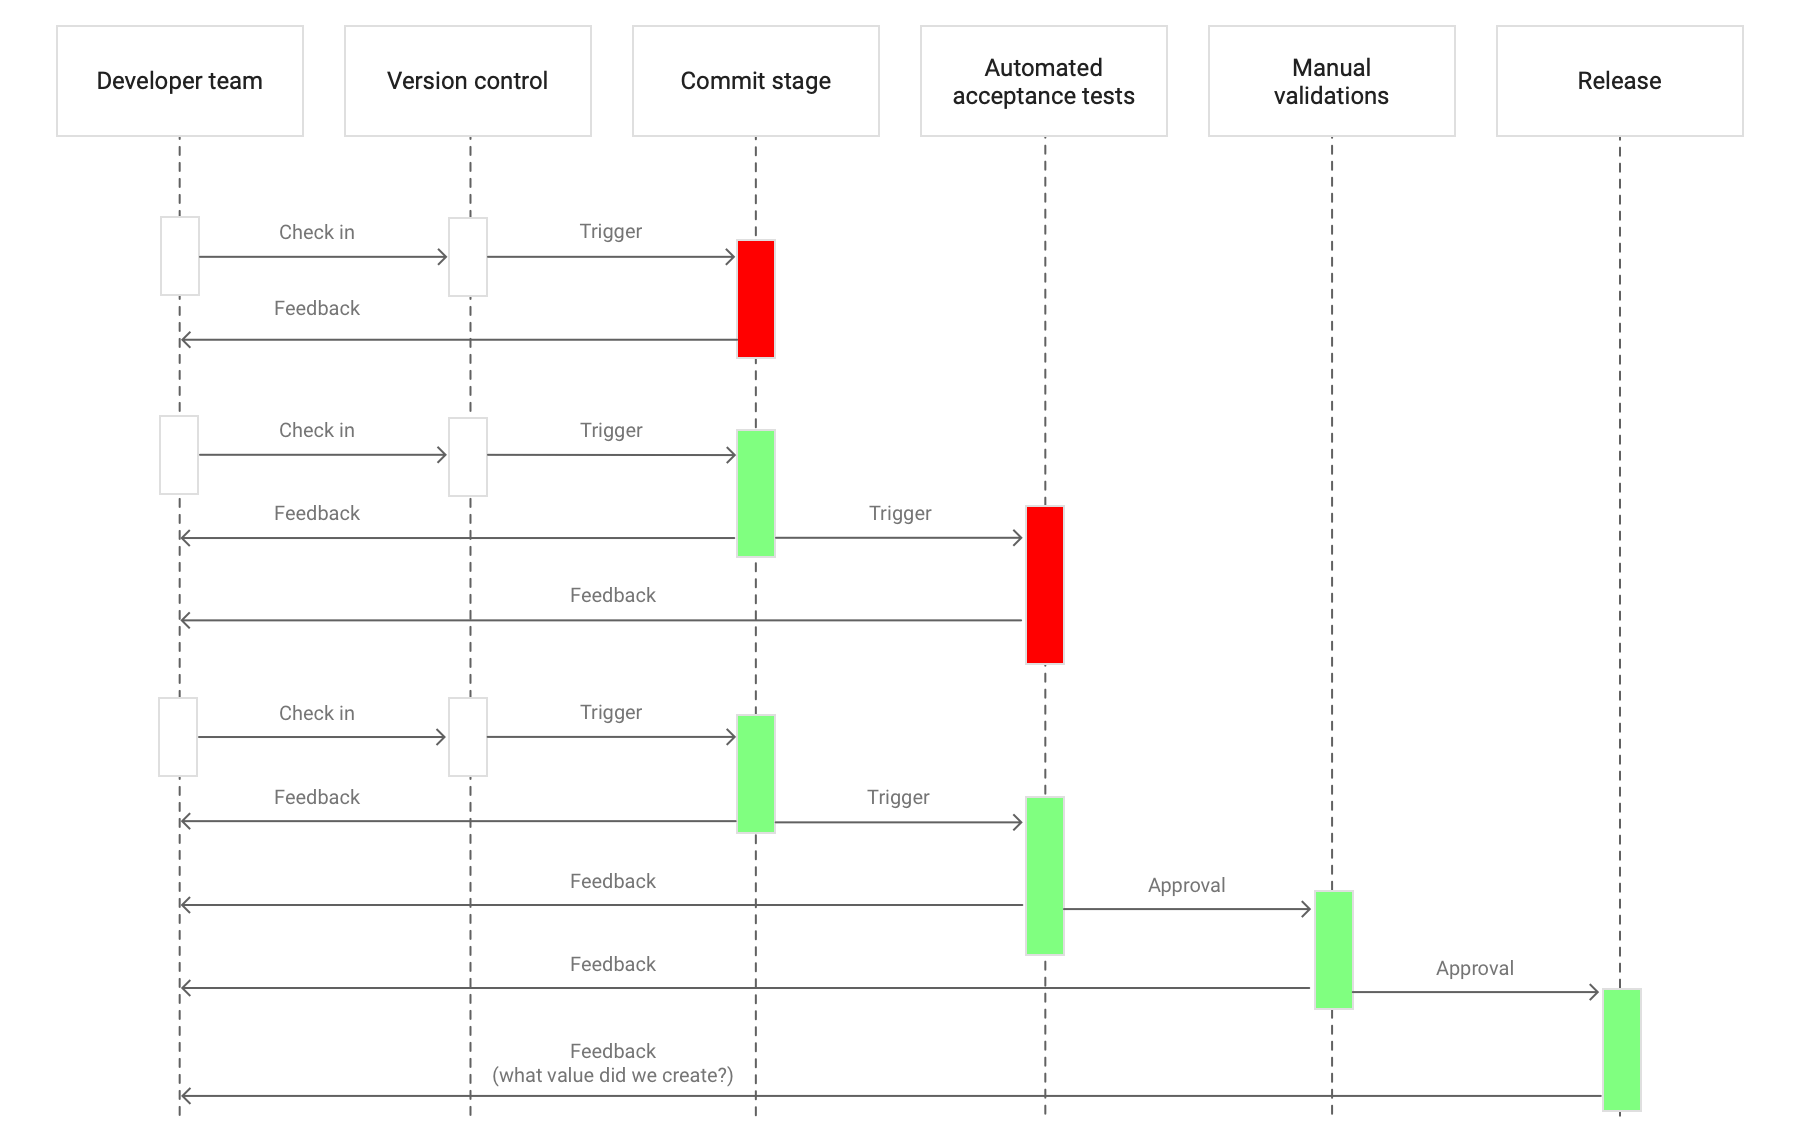 Developer team
Version control
Commit stage
Automated
acceptance tests
Manual
validations
Release
Check in
Trigger
Feedback
Check in
Trigger
Feedback
Trigger
Feedback
Check in
Trigger
Feedback
Trigger
Feedback
Approval
Feedback
Approval
Feedback
(what value did we create?)